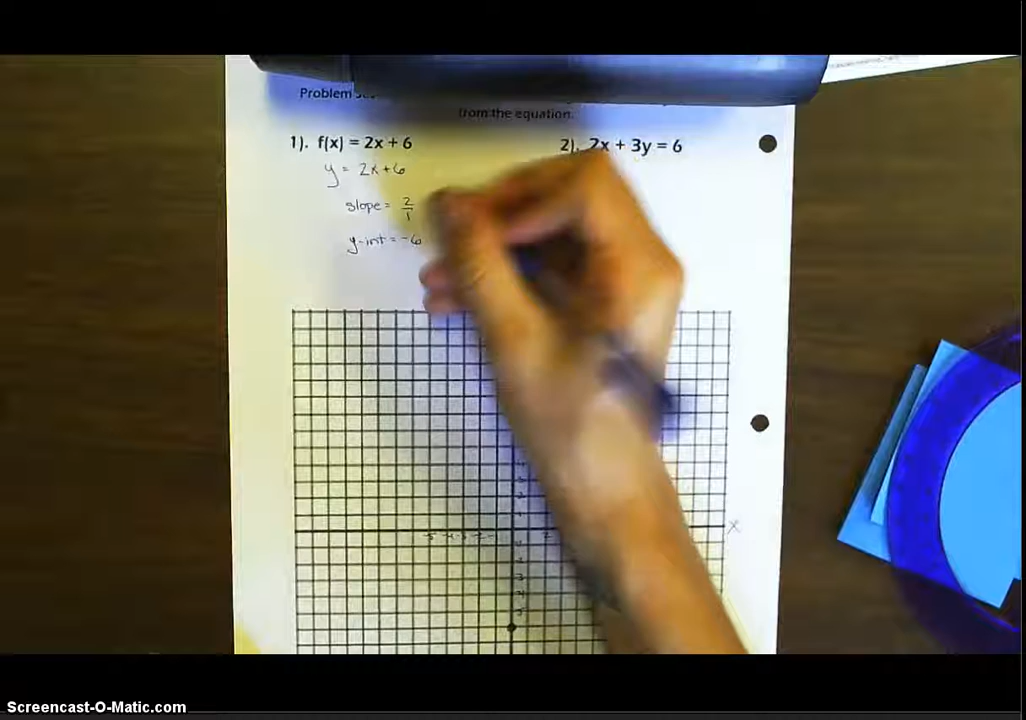 Problem
from the equation.
1). f(x) = 2x + 6
2). 2x + 3y = 6
y = 2x + 6
slope = 2/1
y-int = -6
X
Screencast-O-Matic.com